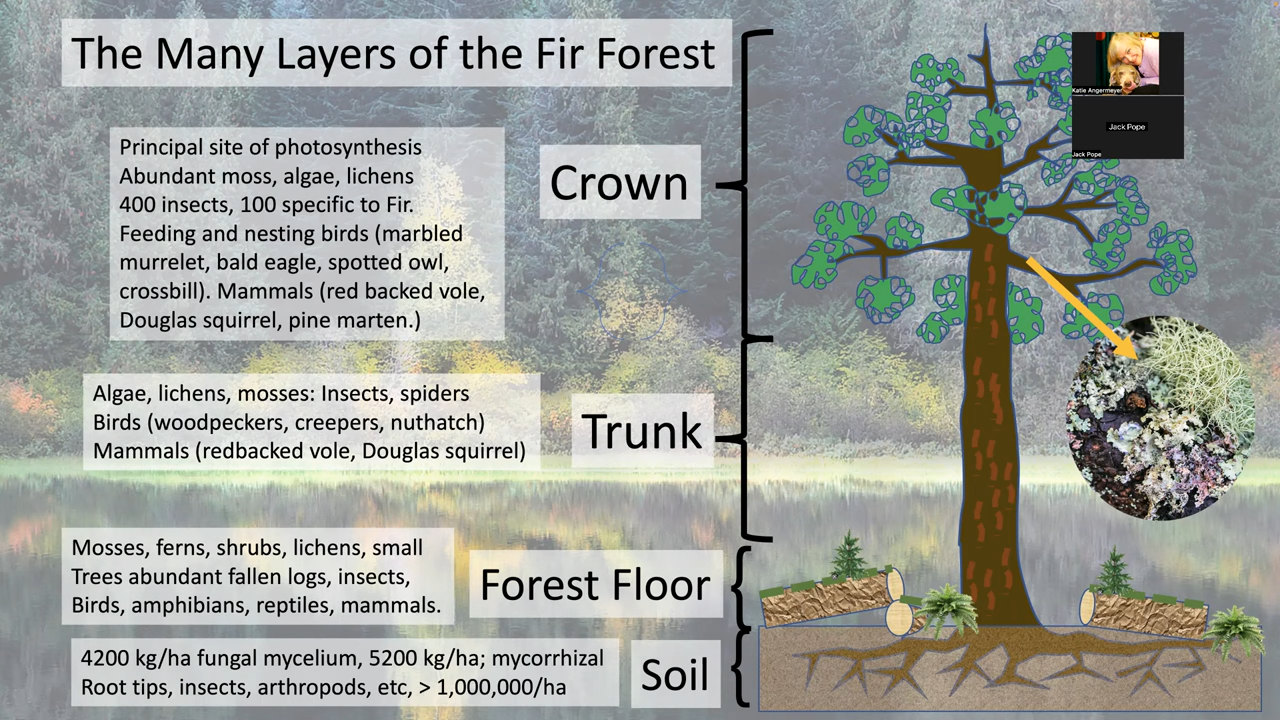 The Many Layers of the Fir Forest
Principal site of photosynthesis
Abundant moss, algae, lichens
400 insects, 100 specific to Fir.
Feeding and nesting birds (marbled
murrelet, bald eagle, spotted owl,
crossbill). Mammals (red backed vole,
Douglas squirrel, pine marten.)
Crown
Katie Angermeyer
Jack Pope
Jack Pope
Algae, lichens, mosses: Insects, spiders
Birds (woodpeckers, creepers, nuthatch)
Mammals (redbacked vole, Douglas squirrel)
Trunk
Mosses, ferns, shrubs, lichens, small
Trees abundant fallen logs, insects,
Birds, amphibians, reptiles, mammals.
Forest Floor
4200 kg/ha fungal mycelium, 5200 kg/ha; mycorrhizal
Root tips, insects, arthropods, etc, > 1,000,000/ha
Soil